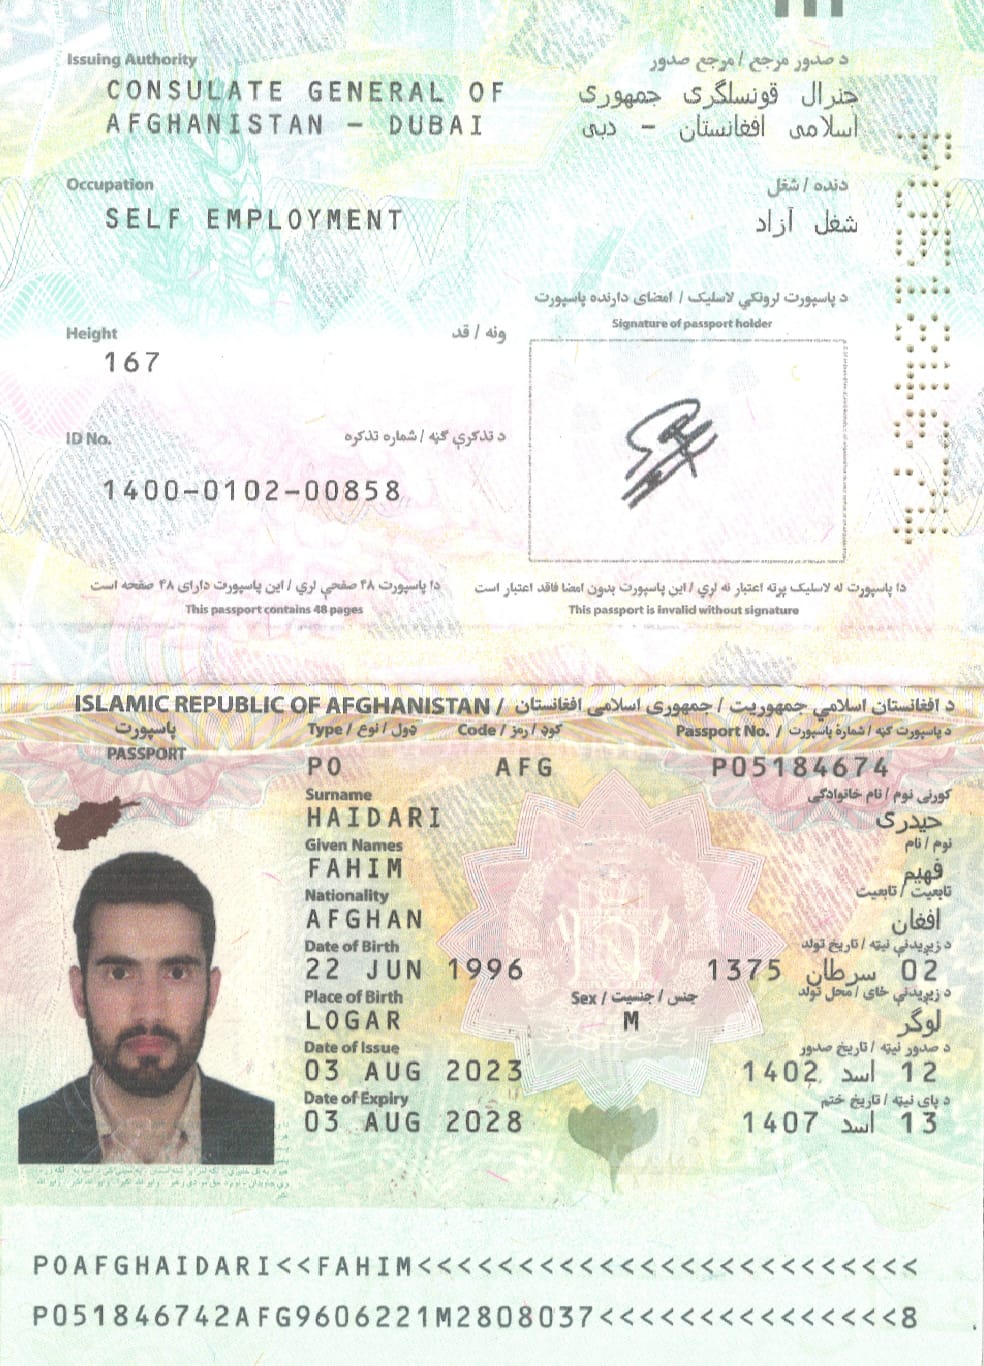 Issuing Authority د صدور مرجع / مرجع صدور
CONSULATE GENERAL OF جنرال قونسلگری جمهوری
AFGHANISTAN - DUBAI اسلامی افغانستان - دبی
Occupation دنده / شغل
SELF EMPLOYMENT شغل آزاد
د پاسپورت لرونکي لاسلیک / امضای دارنده پاسپورت
Signature of passport holder
Height ونه / قد
167
ID No. د تذکرې ګڼه / شماره تذکره
1400-0102-00858
دا پاسپورت ۴۸ صفحې لري / این پاسپورت دارای ۴۸ صفحه است
This passport contains 48 pages
دا پاسپورت له لاسلیک پرته اعتبار نه لري / این پاسپورت بدون امضا فاقد اعتبار است
This passport is invalid without signature
P05184674
ISLAMIC REPUBLIC OF AFGHANISTAN / د افغانستان اسلامي جمهوریت / جمهوری اسلامی افغانستان
پاسپورت
PASSPORT
Type / ډول / نوع Code / کوډ / رمز Passport No. / د پاسپورت ګڼه / شمارهٔ پاسپورت
PO AFG P05184674
Surname کورنی نوم / نام خانوادگی
HAIDARI حیدری
Given Names نوم / نام
FAHIM فهیم
Nationality تابعیت / تابعیت
AFGHAN افغان
Date of Birth د زېږېدنې نېټه / تاریخ تولد
22 JUN 1996 02 سرطان 1375
Place of Birth د زېږېدنې ځای / محل تولد
Sex / جنس / جنسیت
LOGAR M لوگر
Date of Issue د صدور نېټه / تاریخ صدور
03 AUG 2023 12 اسد 1402
Date of Expiry د پای نېټه / تاریخ ختم
03 AUG 2028 13 اسد 1407
POAFGHAIDARI<<FAHIM<<<<<<<<<<<<<<<<<<<<<<<<<
P051846742AFG9606221M2808037<<<<<<<<<<<<<<<8